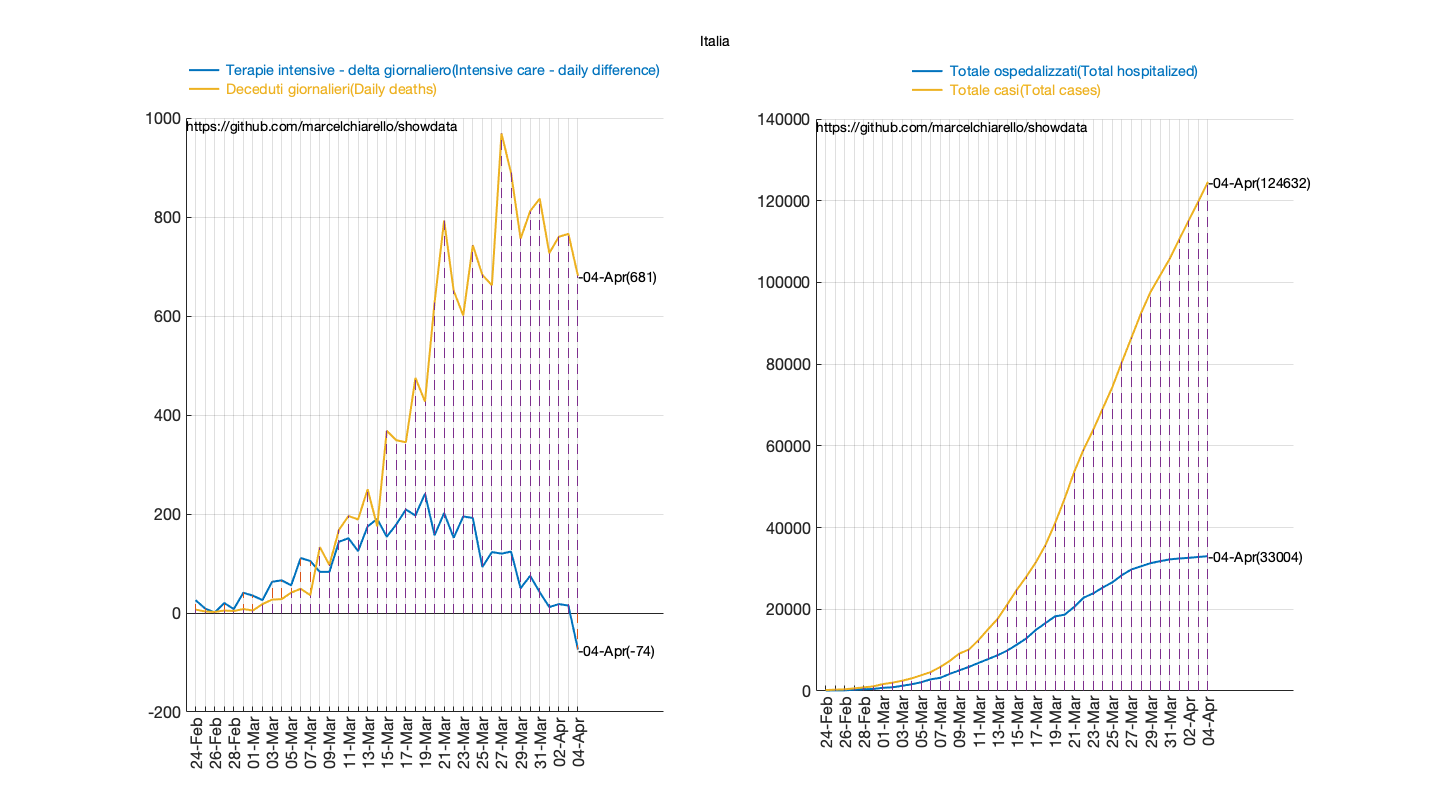 Italia
Terapie intensive - delta giornaliero(Intensive care - daily difference)
Deceduti giornalieri(Daily deaths)
1000
https://github.com/marcelchiarello/showdata
800
600
400
200
0
-200
-04-Apr(681)
-04-Apr(-74)
24-Feb
26-Feb
28-Feb
01-Mar
03-Mar
05-Mar
07-Mar
09-Mar
11-Mar
13-Mar
15-Mar
17-Mar
19-Mar
21-Mar
23-Mar
25-Mar
27-Mar
29-Mar
31-Mar
02-Apr
04-Apr
Totale ospedalizzati(Total hospitalized)
Totale casi(Total cases)
140000
https://github.com/marcelchiarello/showdata
120000
100000
80000
60000
40000
20000
0
-04-Apr(124632)
-04-Apr(33004)
24-Feb
26-Feb
28-Feb
01-Mar
03-Mar
05-Mar
07-Mar
09-Mar
11-Mar
13-Mar
15-Mar
17-Mar
19-Mar
21-Mar
23-Mar
25-Mar
27-Mar
29-Mar
31-Mar
02-Apr
04-Apr